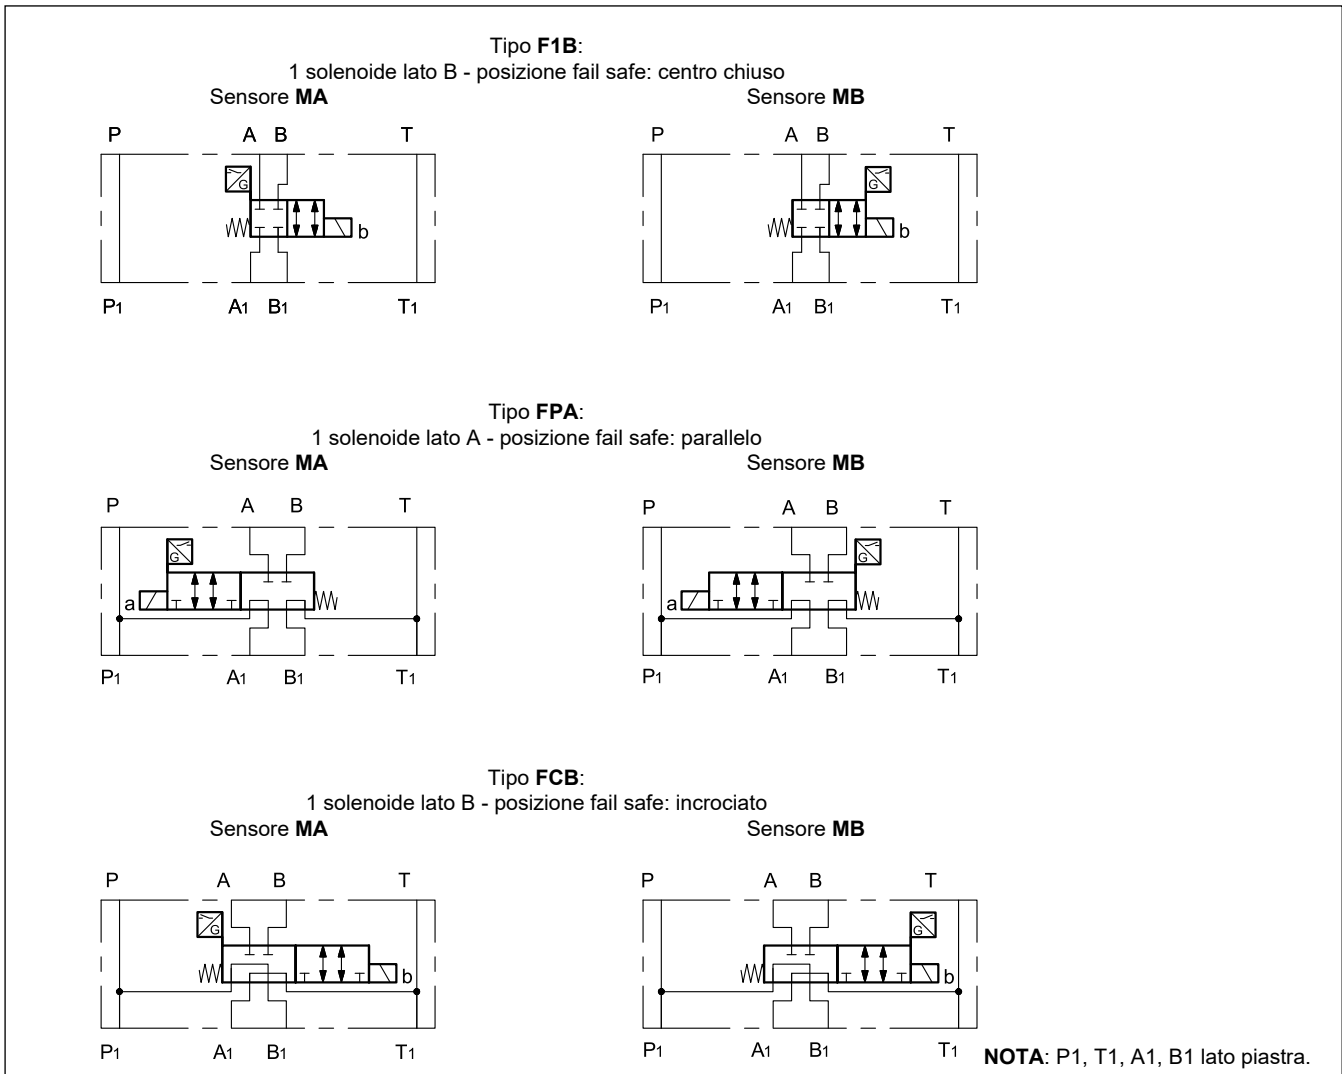 Tipo F1B:
1 solenoide lato B - posizione fail safe: centro chiuso
Sensore MA Sensore MB
P A B T P A B T
G G
b b
P1 A1 B1 T1 P1 A1 B1 T1
Tipo FPA:
1 solenoide lato A - posizione fail safe: parallelo
Sensore MA Sensore MB
P A B T P A B T
G G
a a
P1 A1 B1 T1 P1 A1 B1 T1
Tipo FCB:
1 solenoide lato B - posizione fail safe: incrociato
Sensore MA Sensore MB
P A B T P A B T
G G
b b
P1 A1 B1 T1 P1 A1 B1 T1
NOTA: P1, T1, A1, B1 lato piastra.